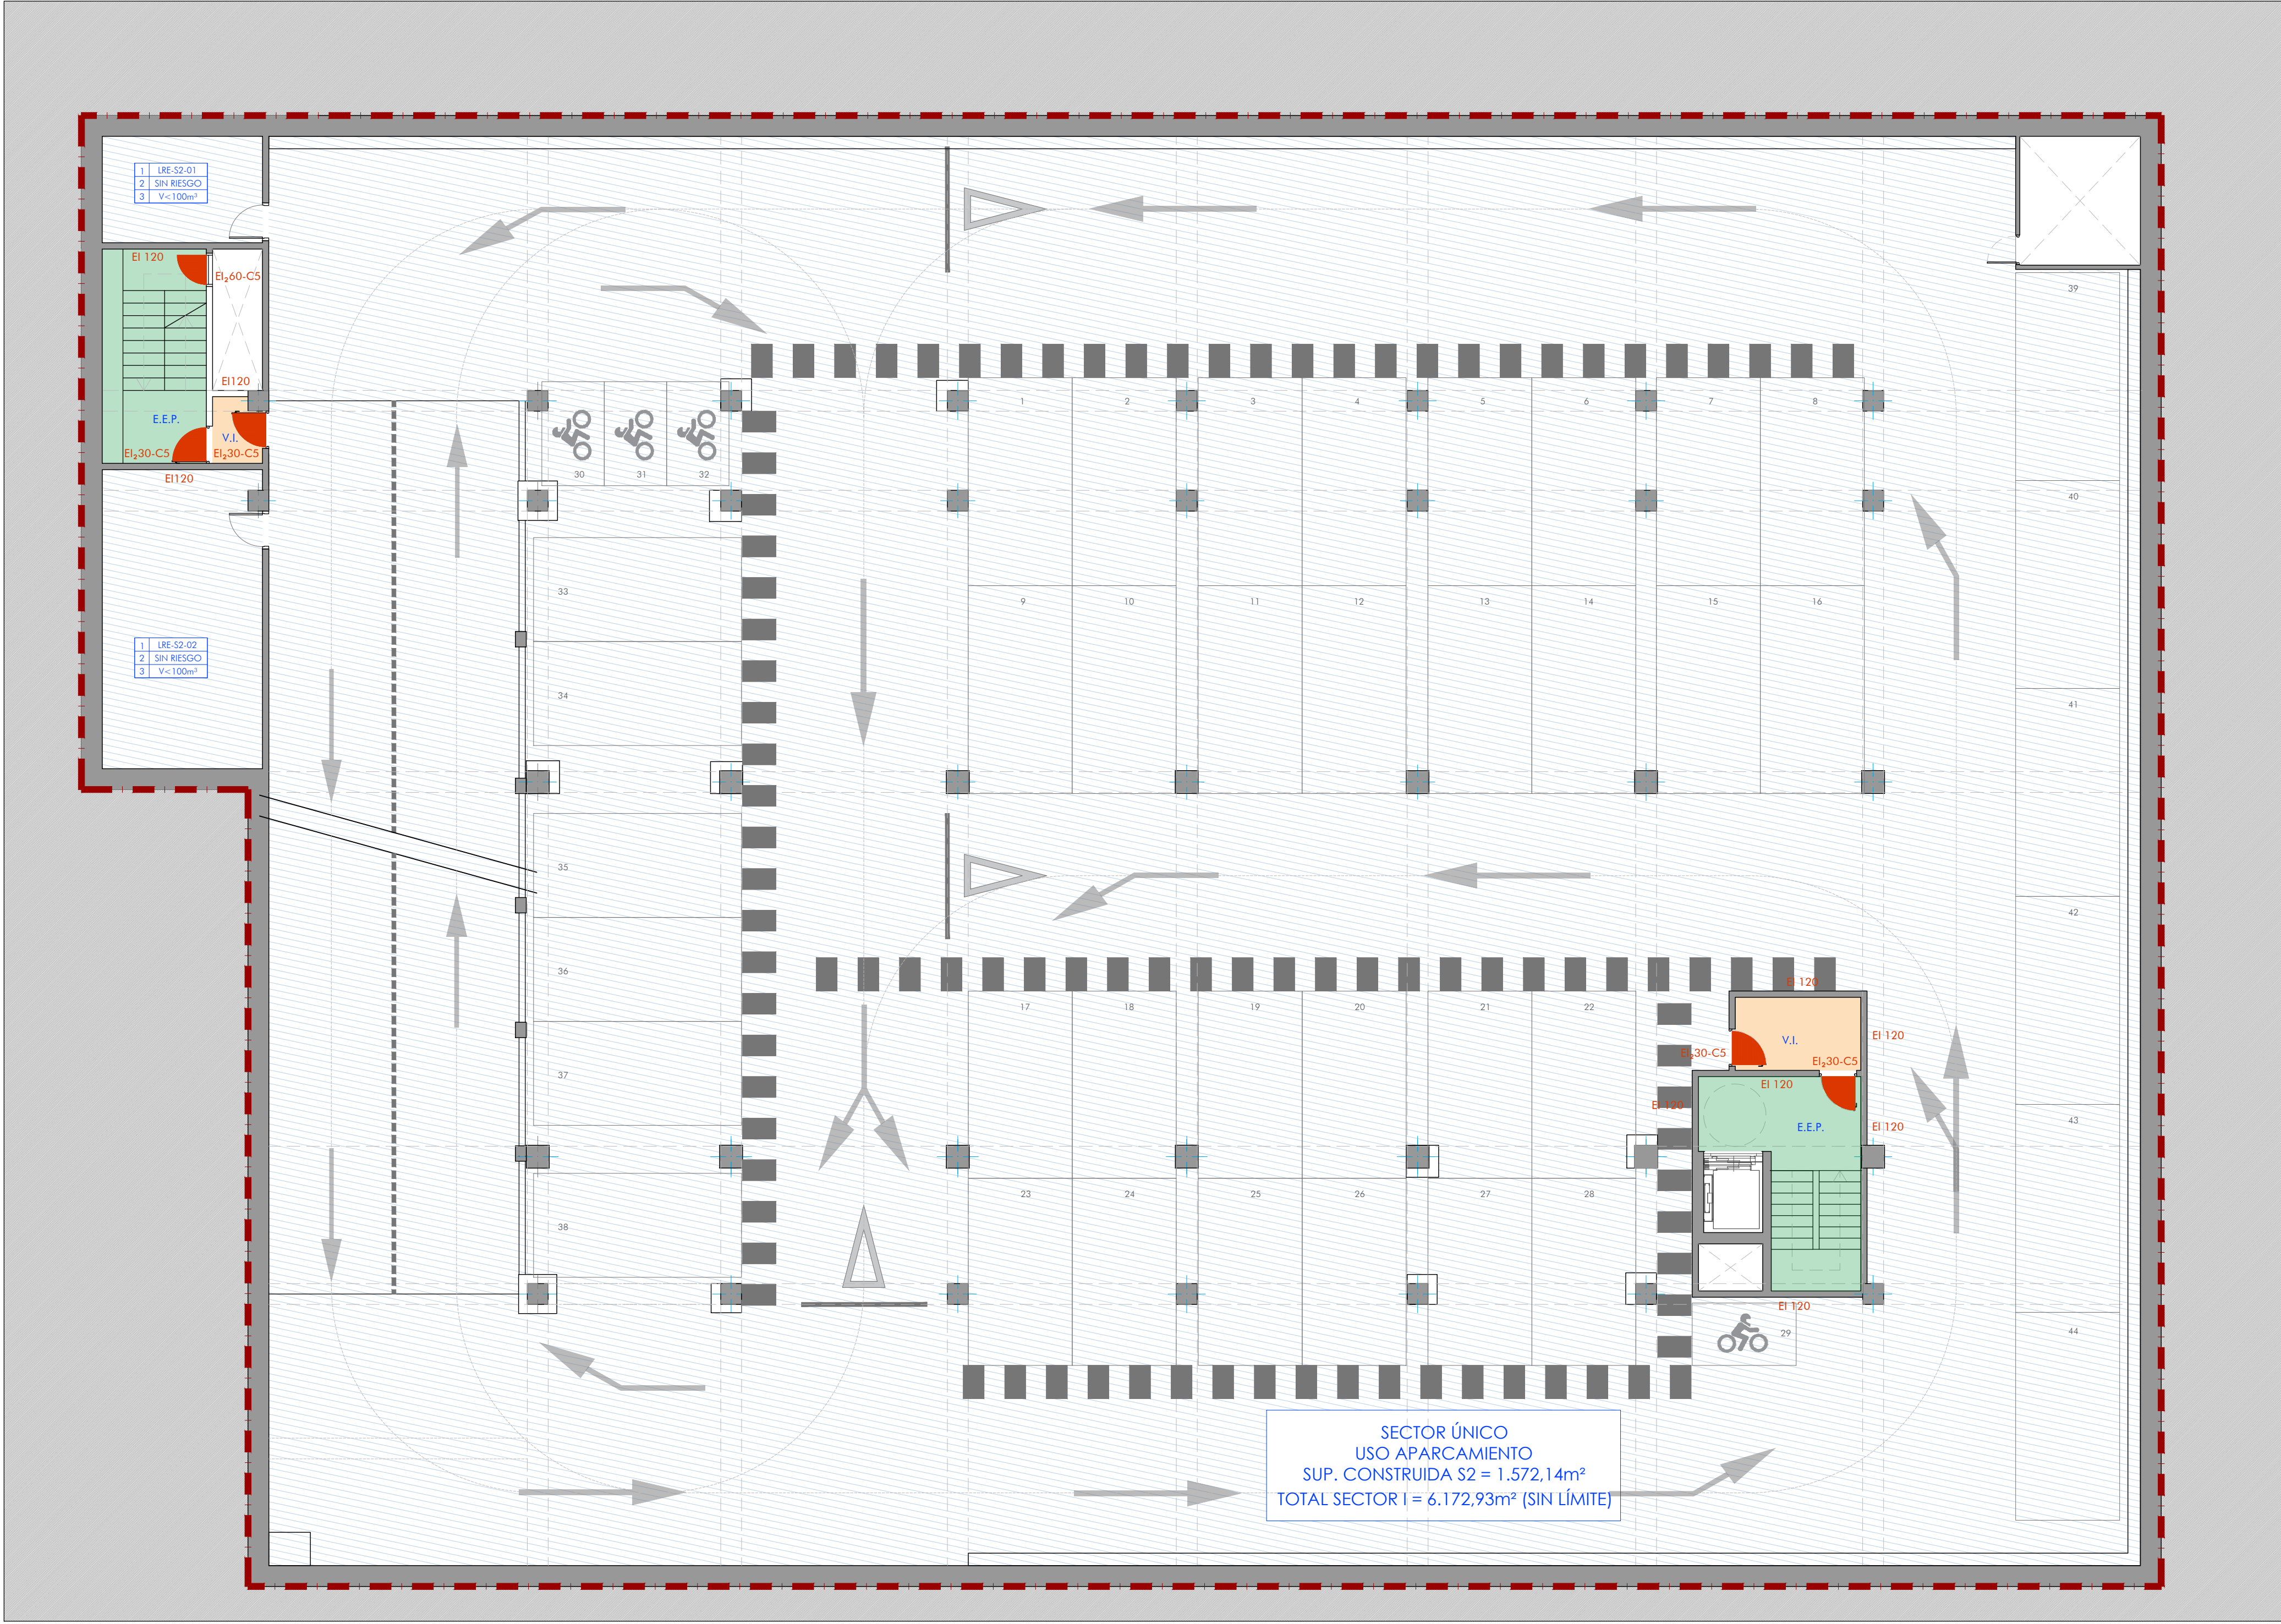 1 LRE-S2-01
2 SIN RIESGO
3 V<100m³
EI 120
EI₂60-C5
EI120
E.E.P.
V.I.
EI₂30-C5
EI₂30-C5
EI120
1 LRE-S2-02
2 SIN RIESGO
3 V<100m³
30
31
32
33
34
35
36
37
38
1
2
3
4
5
6
7
8
9
10
11
12
13
14
15
16
17
18
19
20
21
22
23
24
25
26
27
28
39
40
41
42
43
44
EI 120
V.I.
EI 120
EI₂30-C5
EI₂30-C5
EI 120
EI 120
E.E.P.
EI 120
EI 120
29
SECTOR ÚNICO
USO APARCAMIENTO
SUP. CONSTRUIDA S2 = 1.572,14m²
TOTAL SECTOR I = 6.172,93m² (SIN LÍMITE)